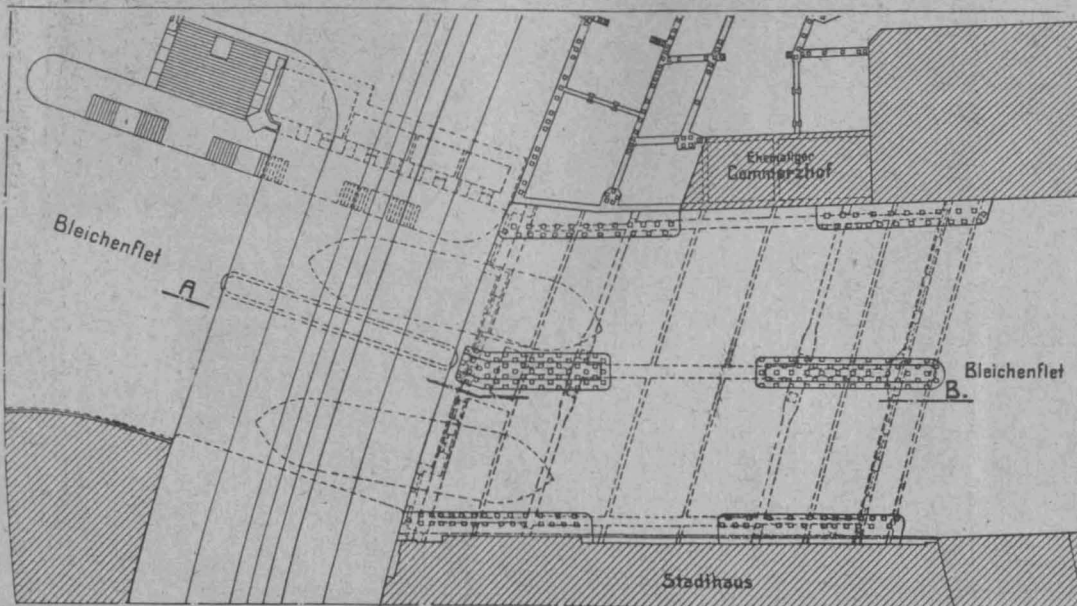 Ehemaliger
Commerzhof
Bleichenflet
A
Bleichenflet
B.
Stadthaus